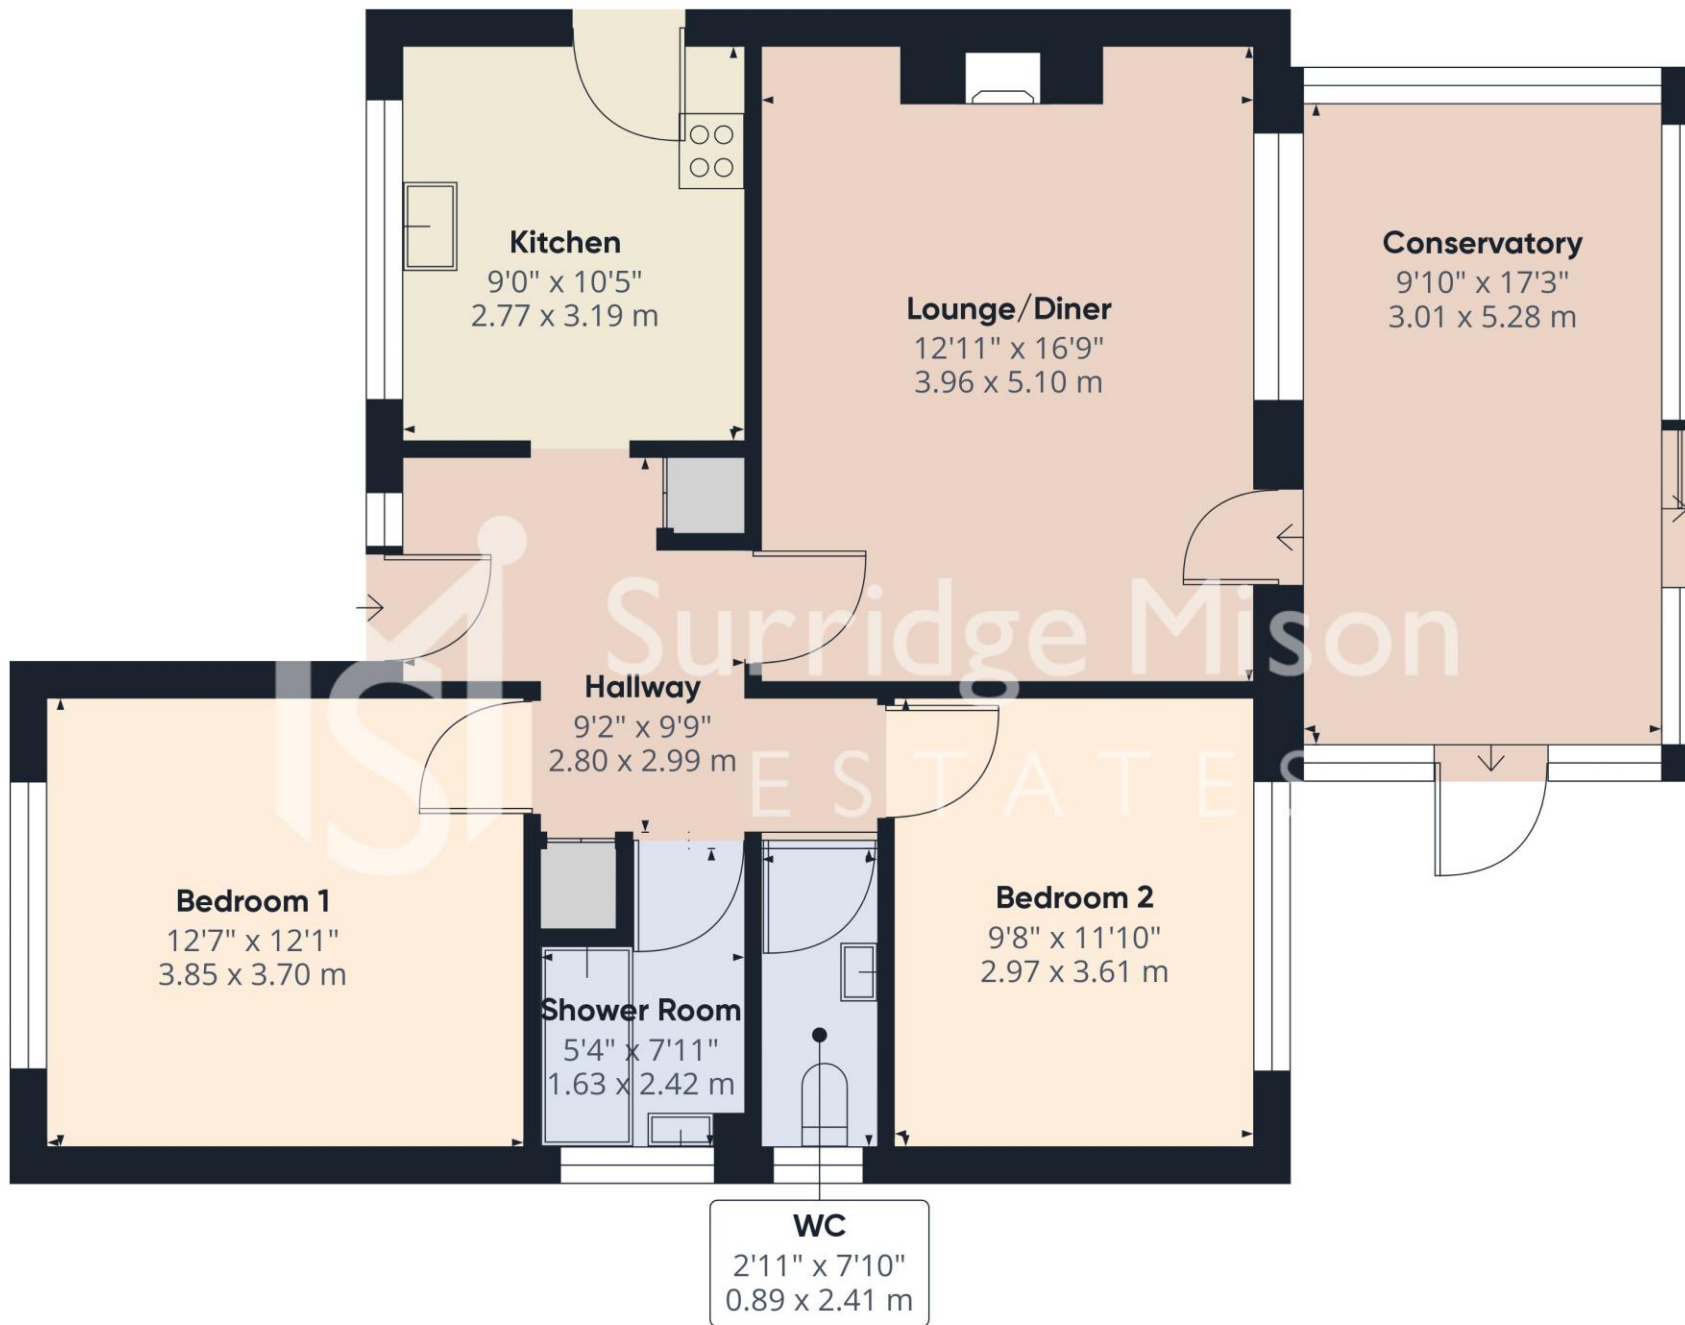 Kitchen
9'0" x 10'5"
2.77 x 3.19 m
Lounge/Diner
12'11" x 16'9"
3.96 x 5.10 m
Conservatory
9'10" x 17'3"
3.01 x 5.28 m
Surridge Mison
ESTATES
Hallway
9'2" x 9'9"
2.80 x 2.99 m
Bedroom 1
12'7" x 12'1"
3.85 x 3.70 m
Shower Room
5'4" x 7'11"
1.63 x 2.42 m
Bedroom 2
9'8" x 11'10"
2.97 x 3.61 m
WC
2'11" x 7'10"
0.89 x 2.41 m